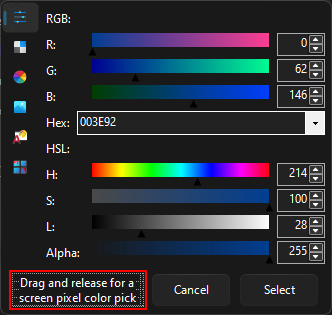 RGB:
R: 0
G: 62
B: 146
Hex: 003E92
HSL:
H: 214
S: 100
L: 28
Alpha: 255
Drag and release for a
screen pixel color pick
Cancel
Select